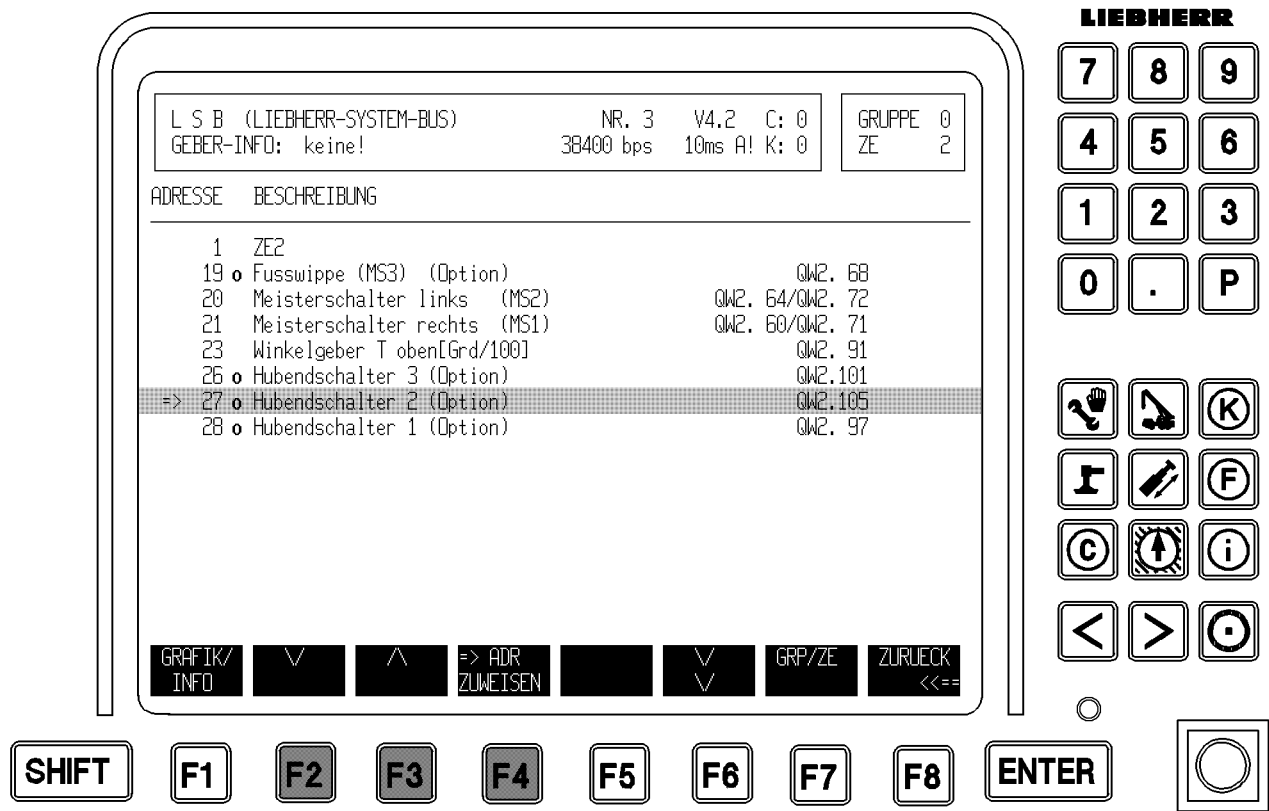 LIEBHERR
L S B (LIEBHERR-SYSTEM-BUS) NR. 3 V4.2 C: 0 GRUPPE 0
GEBER-INFO: keine! 38400 bps 10ms A! K: 0 ZE 2
ADRESSE BESCHREIBUNG
1 ZE2
19 o Fusswippe (MS3) (Option) QW2. 68
20 Meisterschalter links (MS2) QW2. 64/QW2. 72
21 Meisterschalter rechts (MS1) QW2. 60/QW2. 71
23 Winkelgeber T oben[Grd/100] QW2. 91
26 o Hubendschalter 3 (Option) QW2.101
=> 27 o Hubendschalter 2 (Option) QW2.105
28 o Hubendschalter 1 (Option) QW2. 97
GRAFIK/ \/ /\ => ADR \/ GRP/ZE ZURUECK
INFO ZUWEISEN \/ <<==
SHIFT F1 F2 F3 F4 F5 F6 F7 F8 ENTER
7 8 9
4 5 6
1 2 3
0 . P
K
F
C i
< >